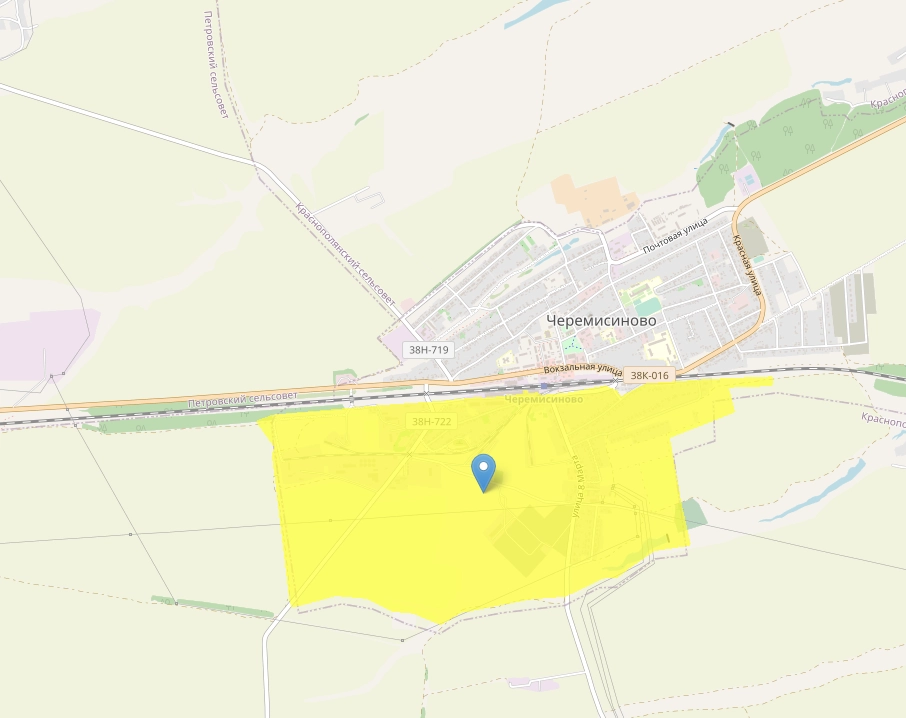 Петровский сельсовет
Краснопо
Краснополянский сельсовет
Почтовая улица
Красная улица
Черемисиново
38Н-719
Вокзальная улица
38К-016
Петровский сельсовет
Черемисиново
38Н-722
Краснопо
улица 8 Марта